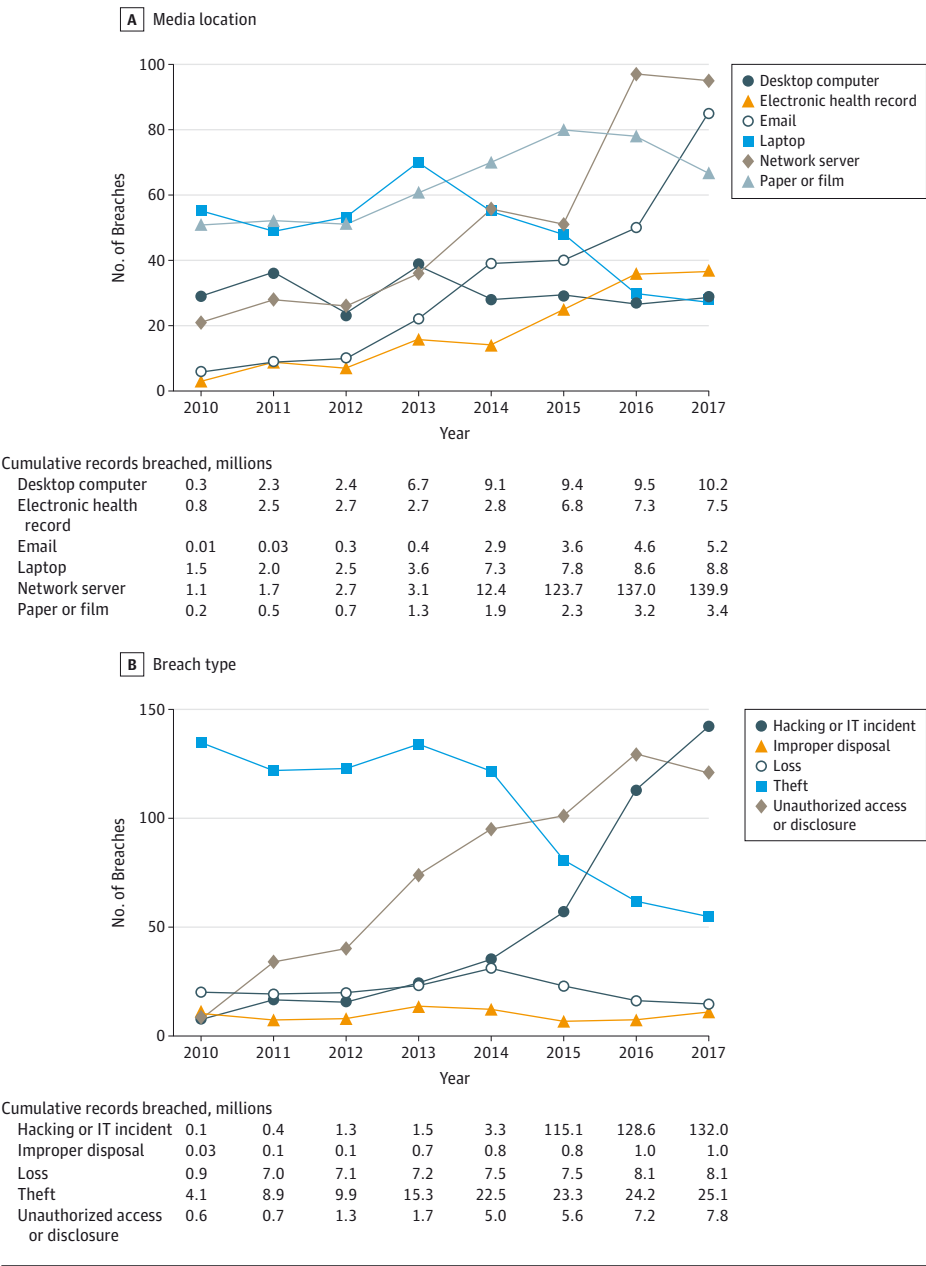 A Media location
100
80
60
40
20
0
No. of Breaches
2010 2011 2012 2013 2014 2015 2016 2017
Year
Desktop computer
Electronic health record
Email
Laptop
Network server
Paper or film
Cumulative records breached, millions
Desktop computer 0.3 2.3 2.4 6.7 9.1 9.4 9.5 10.2
Electronic health 0.8 2.5 2.7 2.7 2.8 6.8 7.3 7.5
record
Email 0.01 0.03 0.3 0.4 2.9 3.6 4.6 5.2
Laptop 1.5 2.0 2.5 3.6 7.3 7.8 8.6 8.8
Network server 1.1 1.7 2.7 3.1 12.4 123.7 137.0 139.9
Paper or film 0.2 0.5 0.7 1.3 1.9 2.3 3.2 3.4
B Breach type
150
100
50
0
No. of Breaches
2010 2011 2012 2013 2014 2015 2016 2017
Year
Hacking or IT incident
Improper disposal
Loss
Theft
Unauthorized access
or disclosure
Cumulative records breached, millions
Hacking or IT incident 0.1 0.4 1.3 1.5 3.3 115.1 128.6 132.0
Improper disposal 0.03 0.1 0.1 0.7 0.8 0.8 1.0 1.0
Loss 0.9 7.0 7.1 7.2 7.5 7.5 8.1 8.1
Theft 4.1 8.9 9.9 15.3 22.5 23.3 24.2 25.1
Unauthorized access 0.6 0.7 1.3 1.7 5.0 5.6 7.2 7.8
or disclosure